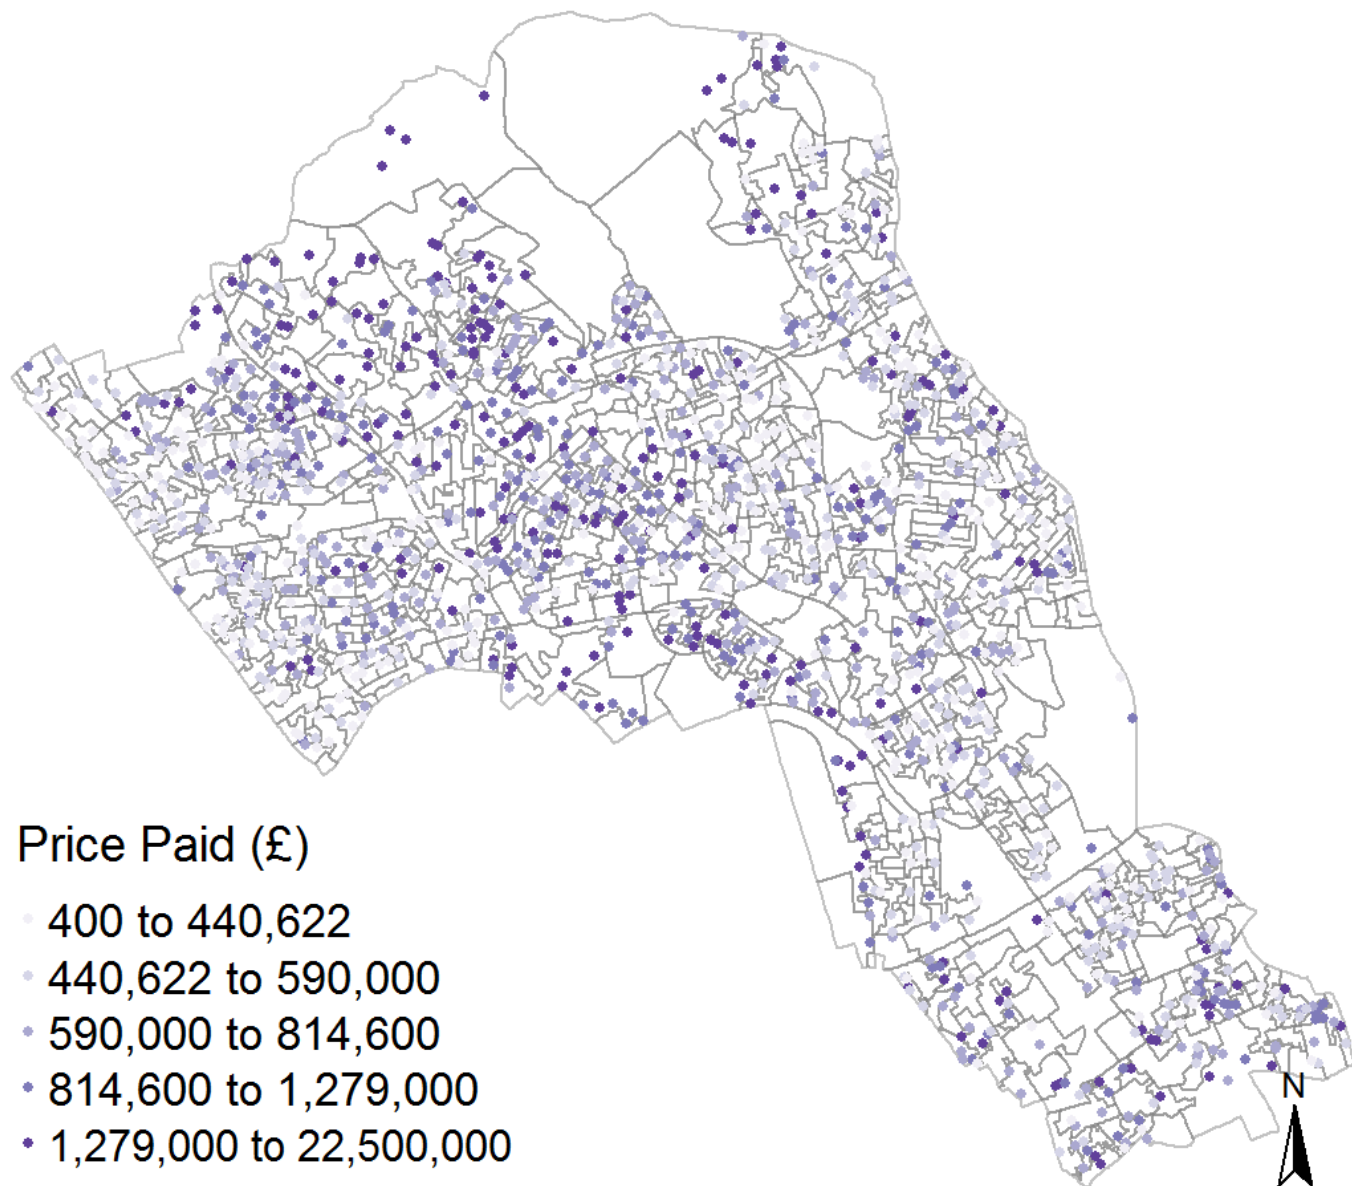 Price Paid (£)
400 to 440,622
440,622 to 590,000
590,000 to 814,600
814,600 to 1,279,000
1,279,000 to 22,500,000
N